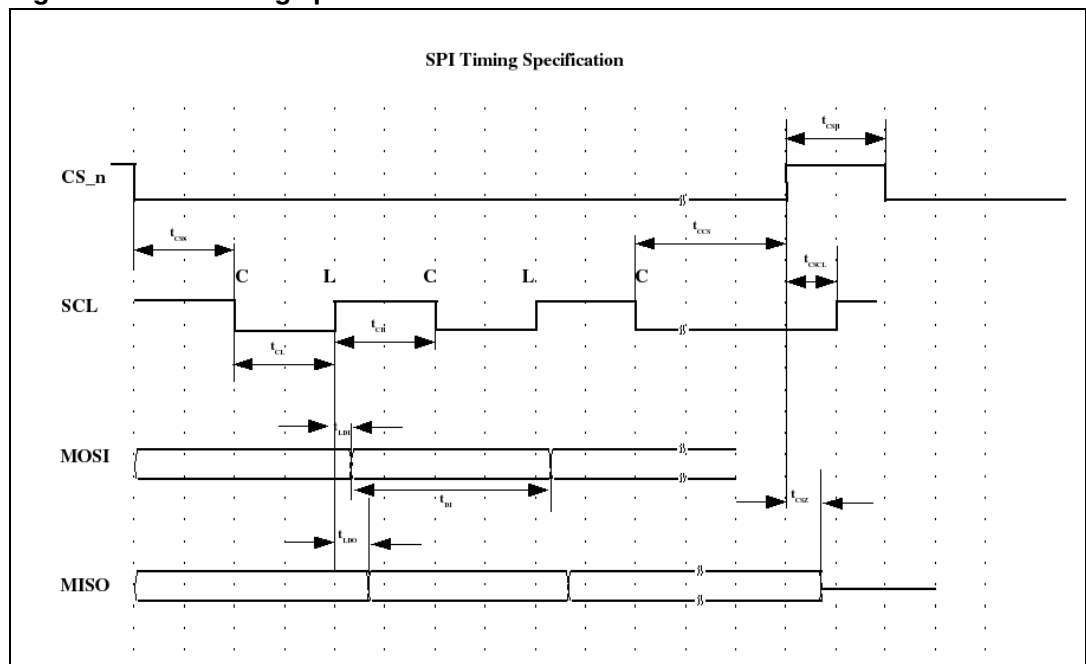 SPI Timing Specification
t_CSH
CS_n
t_CSS
t_CCS
t_CSCL
C L C L C
SCL
t_CH
t_CL
t_LDI
MOSI
t_DI
t_CSZ
t_LDO
MISO